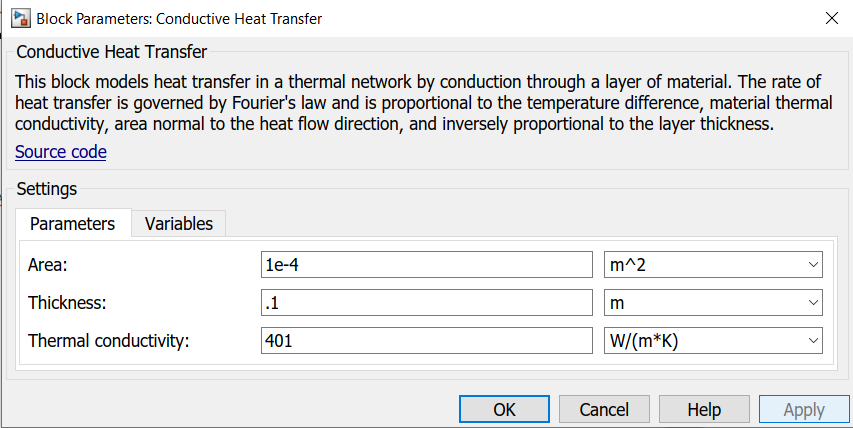 Block Parameters: Conductive Heat Transfer
Conductive Heat Transfer
This block models heat transfer in a thermal network by conduction through a layer of material. The rate of
heat transfer is governed by Fourier's law and is proportional to the temperature difference, material thermal
conductivity, area normal to the heat flow direction, and inversely proportional to the layer thickness.
Source code
Settings
Parameters Variables
Area: 1e-4 m^2
Thickness: .1 m
Thermal conductivity: 401 W/(m*K)
OK Cancel Help Apply